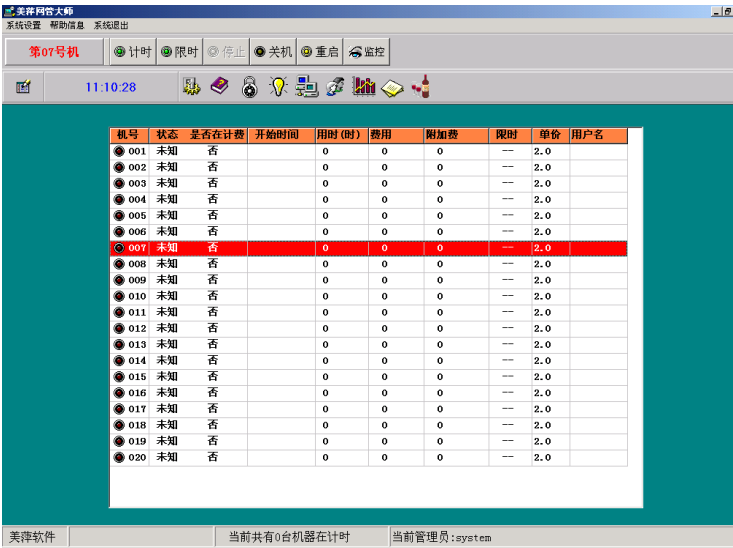 美萍网管大师
系统设置 帮助信息 系统退出
第07号机 计时 限时 停止 关机 重启 监控
11:10:28
机号 状态 是否在计费 开始时间 用时(时) 费用 附加费 限时 单价 用户名
001 未知 否 0 0 0 -- 2.0
002 未知 否 0 0 0 -- 2.0
003 未知 否 0 0 0 -- 2.0
004 未知 否 0 0 0 -- 2.0
005 未知 否 0 0 0 -- 2.0
006 未知 否 0 0 0 -- 2.0
007 未知 否 0 0 0 -- 2.0
008 未知 否 0 0 0 -- 2.0
009 未知 否 0 0 0 -- 2.0
010 未知 否 0 0 0 -- 2.0
011 未知 否 0 0 0 -- 2.0
012 未知 否 0 0 0 -- 2.0
013 未知 否 0 0 0 -- 2.0
014 未知 否 0 0 0 -- 2.0
015 未知 否 0 0 0 -- 2.0
016 未知 否 0 0 0 -- 2.0
017 未知 否 0 0 0 -- 2.0
018 未知 否 0 0 0 -- 2.0
019 未知 否 0 0 0 -- 2.0
020 未知 否 0 0 0 -- 2.0
美萍软件 当前共有0台机器在计时 当前管理员:system